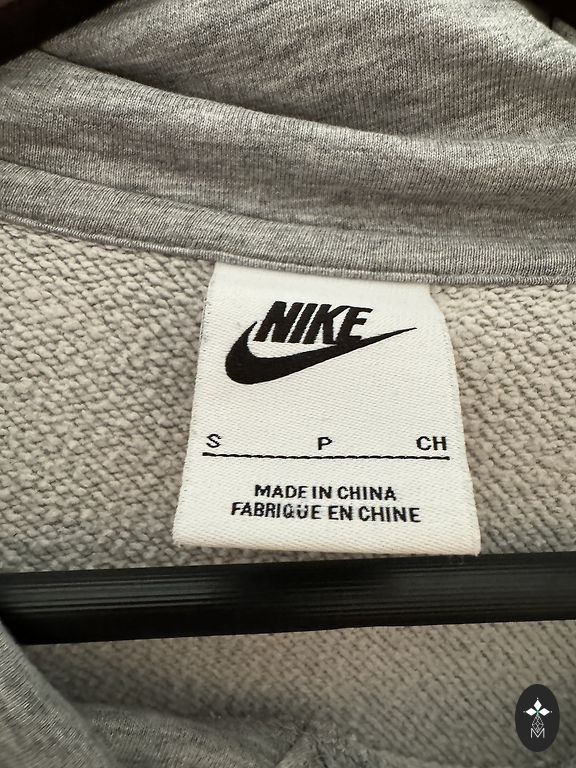 NIKE
S P CH
MADE IN CHINA
FABRIQUE EN CHINE
M